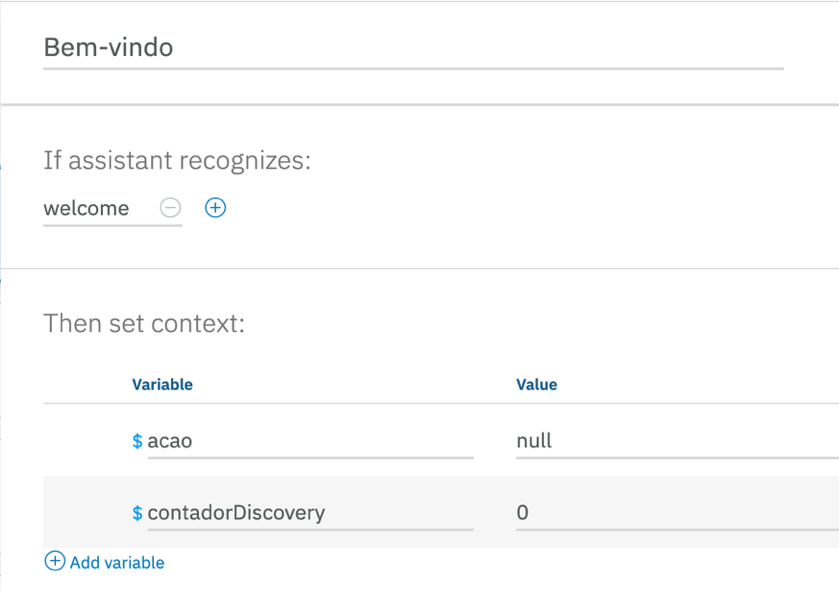 Bem-vindo
If assistant recognizes:
welcome
Then set context:
Variable Value
$ acao null
$ contadorDiscovery 0
Add variable